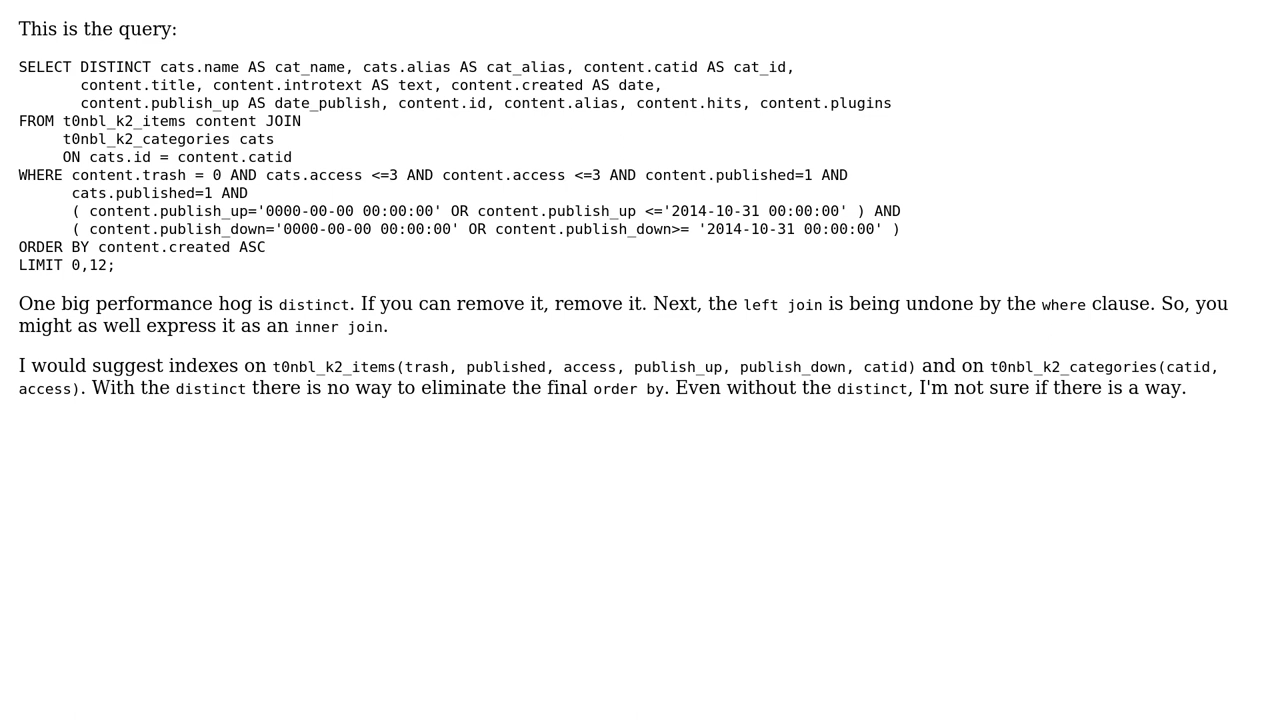 This is the query:
SELECT DISTINCT cats.name AS cat_name, cats.alias AS cat_alias, content.catid AS cat_id,
       content.title, content.introtext AS text, content.created AS date,
       content.publish_up AS date_publish, content.id, content.alias, content.hits, content.plugins
FROM t0nbl_k2_items content JOIN
     t0nbl_k2_categories cats
     ON cats.id = content.catid
WHERE content.trash = 0 AND cats.access <=3 AND content.access <=3 AND content.published=1 AND
      cats.published=1 AND
      ( content.publish_up='0000-00-00 00:00:00' OR content.publish_up <='2014-10-31 00:00:00' ) AND
      ( content.publish_down='0000-00-00 00:00:00' OR content.publish_down>= '2014-10-31 00:00:00' )
ORDER BY content.created ASC
LIMIT 0,12;
One big performance hog is distinct. If you can remove it, remove it. Next, the left join is being undone by the where clause. So, you
might as well express it as an inner join.
I would suggest indexes on t0nbl_k2_items(trash, published, access, publish_up, publish_down, catid) and on t0nbl_k2_categories(catid,
access). With the distinct there is no way to eliminate the final order by. Even without the distinct, I'm not sure if there is a way.